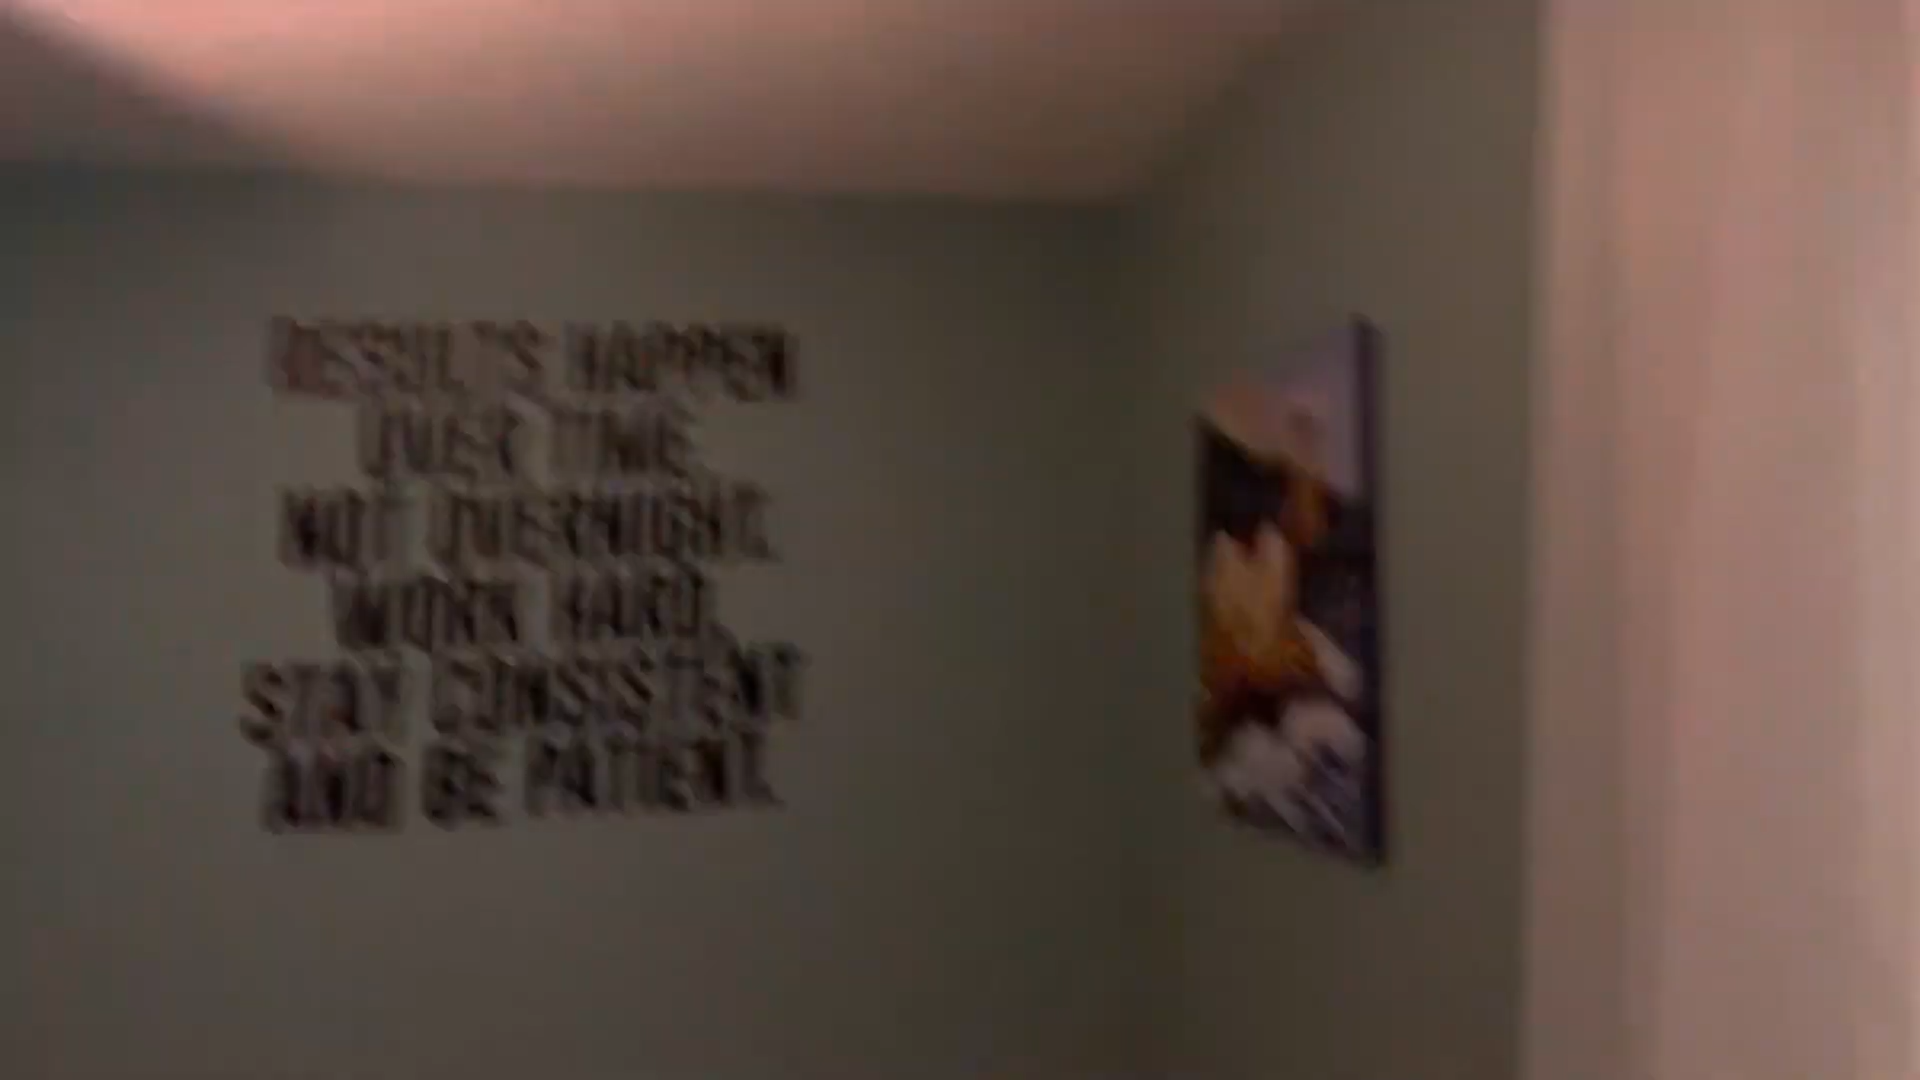 RESULTS HAPPEN
OVER TIME,
NOT OVERNIGHT.
WORK HARD,
STAY CONSISTENT
AND BE PATIENT.